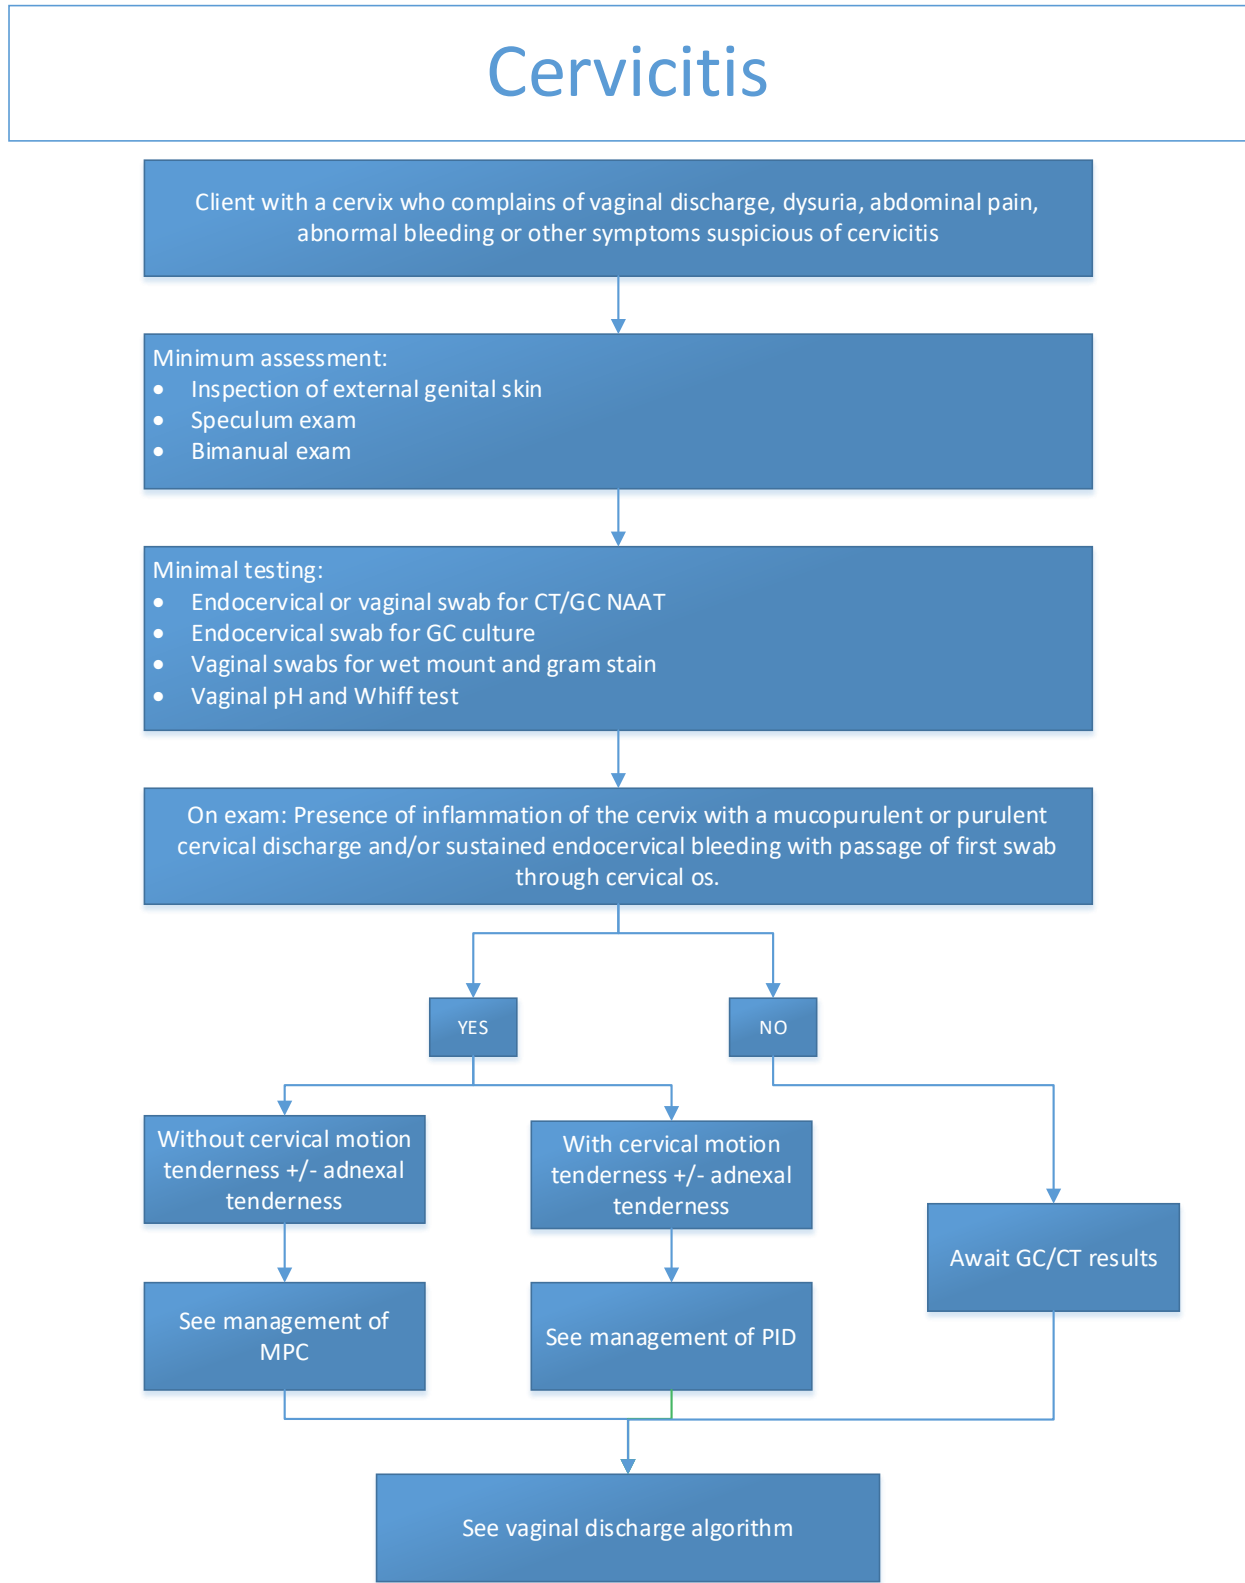 Cervicitis
Client with a cervix who complains of vaginal discharge, dysuria, abdominal pain,
abnormal bleeding or other symptoms suspicious of cervicitis
Minimum assessment:
• Inspection of external genital skin
• Speculum exam
• Bimanual exam
Minimal testing:
• Endocervical or vaginal swab for CT/GC NAAT
• Endocervical swab for GC culture
• Vaginal swabs for wet mount and gram stain
• Vaginal pH and Whiff test
On exam: Presence of inflammation of the cervix with a mucopurulent or purulent
cervical discharge and/or sustained endocervical bleeding with passage of first swab
through cervical os.
YES
NO
Without cervical motion
tenderness +/- adnexal
tenderness
With cervical motion
tenderness +/- adnexal
tenderness
Await GC/CT results
See management of
MPC
See management of PID
See vaginal discharge algorithm